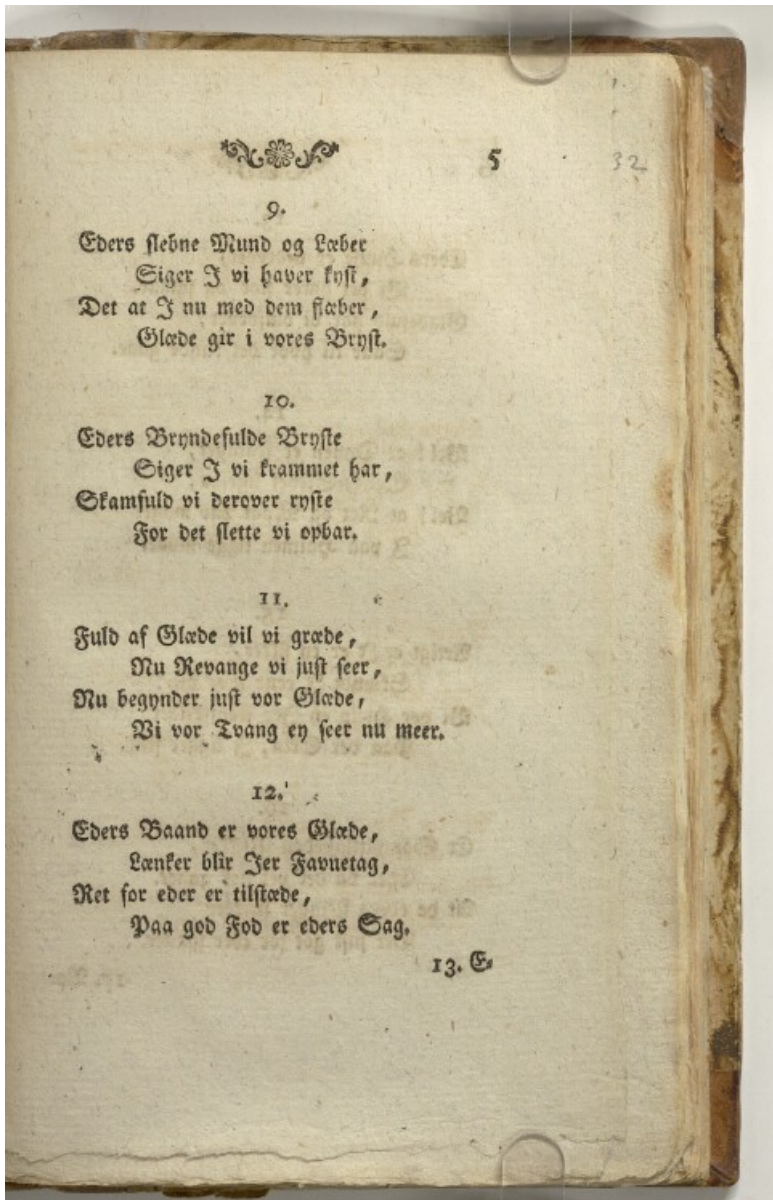 5
32
9.
Eders slebne Mund og Læber
Siger I vi haver kyst,
Det at I nu med dem flæber,
Glæde gir i vores Bryst.
10.
Eders Bryndefulde Bryste
Siger I vi krammet har,
Skamfuld vi derover ryste
For det slette vi opbar.
11.
Fuld af Glæde vil vi græde,
Nu Revange vi just seer,
Nu begynder just vor Glæde,
Vi vor Tvang ey seer nu meer.
12.
Eders Baand er vores Glæde,
Lænker blir Jer Favnetag,
Ret for eder er tilstæde,
Paa god Fod er eders Sag.
13. E-